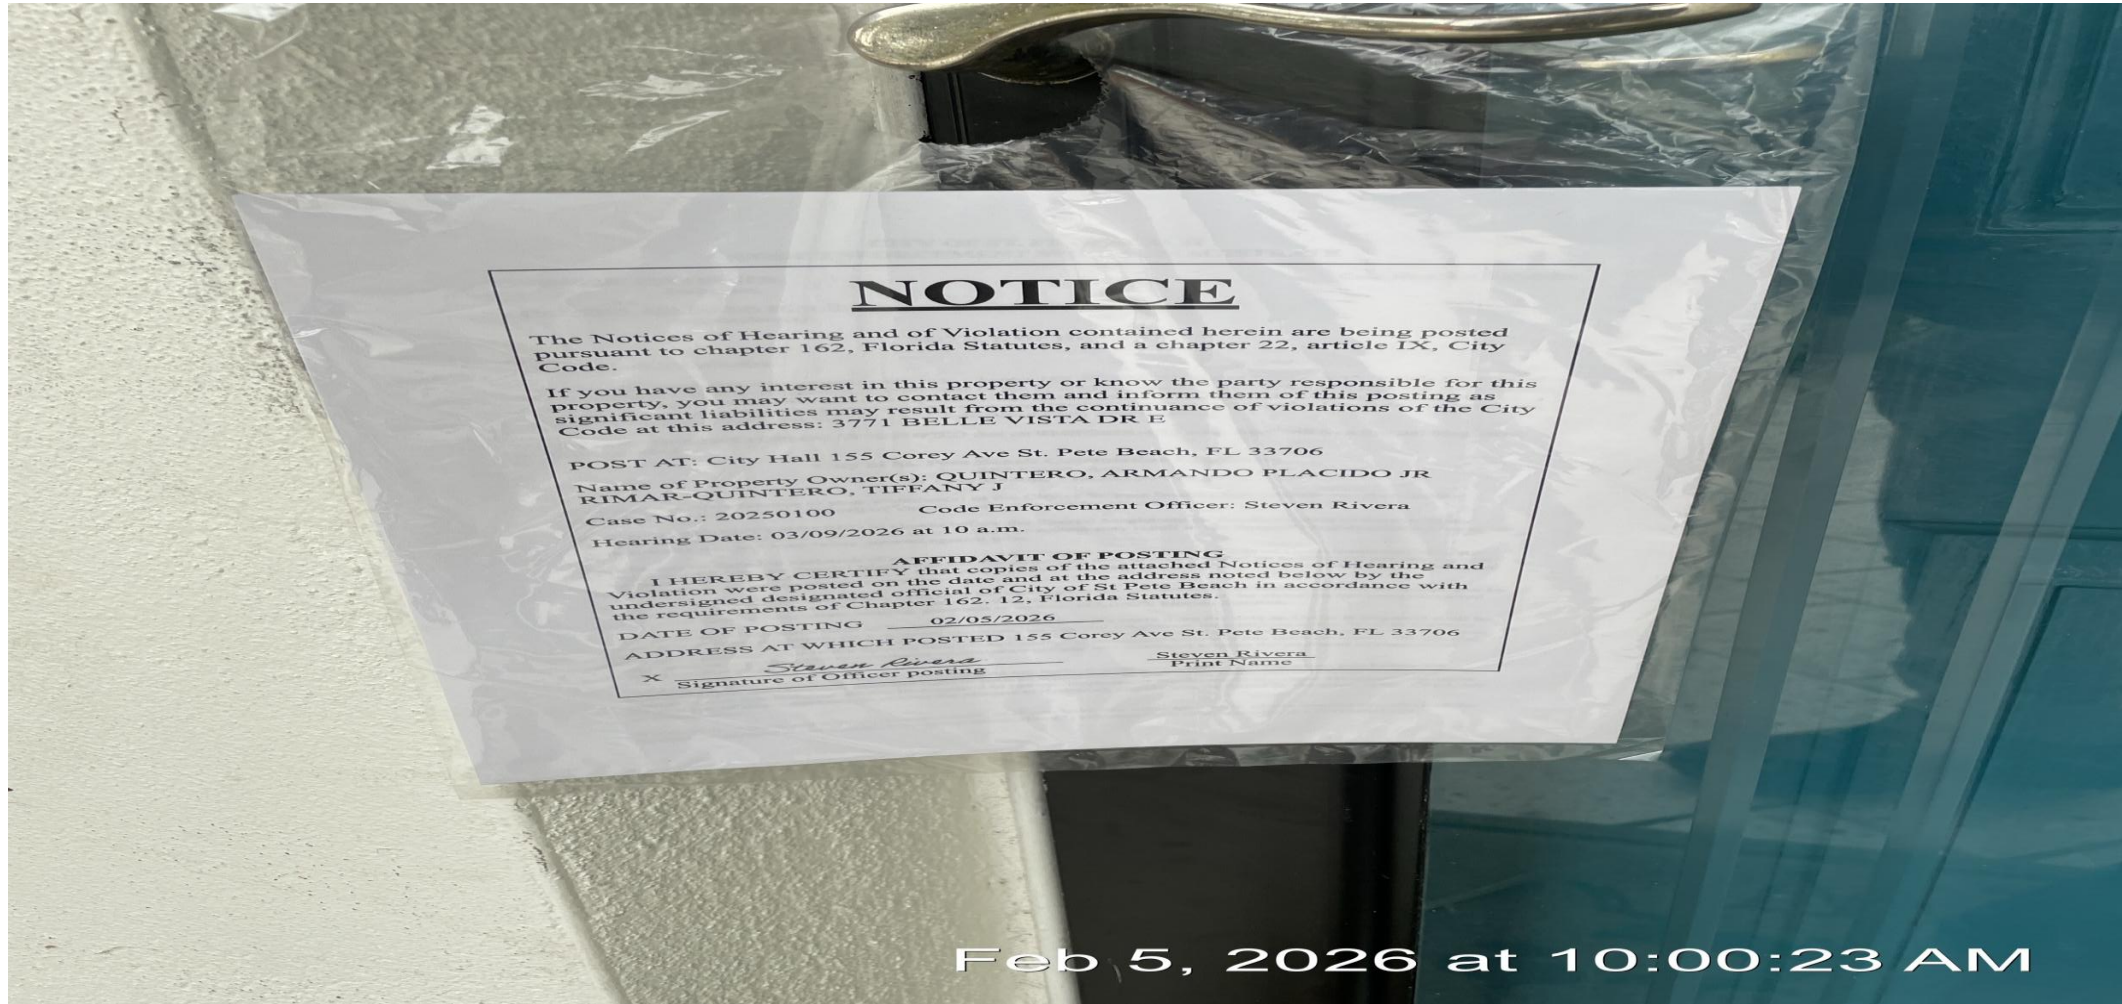 NOTICE
The Notices of Hearing and of Violation contained herein are being posted
pursuant to chapter 162, Florida Statutes, and a chapter 22, article IX, City
Code.
If you have any interest in this property or know the party responsible for this
property, you may want to contact them and inform them of this posting as
significant liabilities may result from the continuance of violations of the City
Code at this address: 3771 BELLE VISTA DR E
POST AT: City Hall 155 Corey Ave St. Pete Beach, FL 33706
Name of Property Owner(s): QUINTERO, ARMANDO PLACIDO JR
RIMAR-QUINTERO, TIFFANY J
Case No.: 20250100 Code Enforcement Officer: Steven Rivera
Hearing Date: 03/09/2026 at 10 a.m.
AFFIDAVIT OF POSTING
I HEREBY CERTIFY that copies of the attached Notices of Hearing and
Violation were posted on the date and at the address noted below by the
undersigned designated official of City of St Pete Beach in accordance with
the requirements of Chapter 162. 12, Florida Statutes.
DATE OF POSTING 02/05/2026
ADDRESS AT WHICH POSTED 155 Corey Ave St. Pete Beach, FL 33706
X Steven Rivera Steven Rivera
Signature of Officer posting Print Name
Feb 5, 2026 at 10:00:23 AM